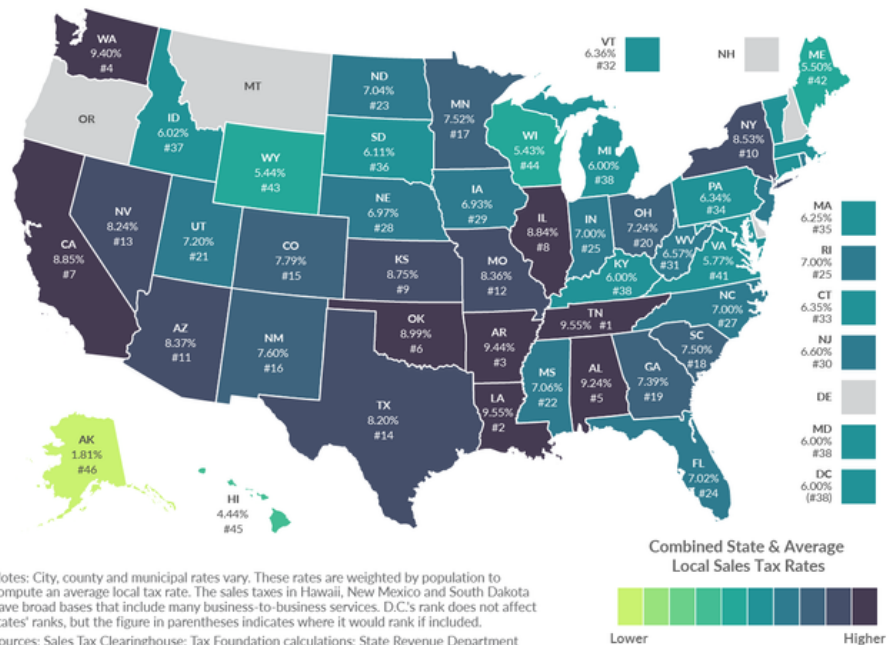 WA
9.40%
#4
MT
OR
ID
6.02%
#37
WY
5.44%
#43
ND
7.04%
#23
SD
6.11%
#36
NE
6.97%
#28
MN
7.52%
#17
IA
6.93%
#29
WI
5.43%
#44
MI
6.00%
#38
VT
6.36%
#32
NH
ME
5.50%
#42
NY
8.53%
#10
PA
6.34%
#34
CA
8.85%
#7
NV
8.24%
#13
UT
7.20%
#21
CO
7.79%
#15
KS
8.75%
#9
MO
8.36%
#12
IL
8.84%
#8
IN
7.00%
#25
OH
7.24%
#20
WV
6.57%
#31
VA
5.77%
#41
KY
6.00%
#38
NC
7.00%
#27
TN
9.55% #1
SC
7.50%
#18
AZ
8.37%
#11
NM
7.60%
#16
OK
8.99%
#6
AR
9.44%
#3
TX
8.20%
#14
LA
9.55%
#2
MS
7.06%
#22
AL
9.24%
#5
GA
7.39%
#19
FL
7.02%
#24
AK
1.81%
#46
HI
4.44%
#45
MA
6.25%
#35
RI
7.00%
#25
CT
6.35%
#33
NJ
6.60%
#30
DE
MD
6.00%
#38
DC
6.00%
(#38)
Combined State & Average
Local Sales Tax Rates
Lower Higher
otes: City, county and municipal rates vary. These rates are weighted by population to
ompute an average local tax rate. The sales taxes in Hawaii, New Mexico and South Dakota
ave broad bases that include many business-to-business services. D.C.'s rank does not affect
tates' ranks, but the figure in parentheses indicates where it would rank if included.
ources: Sales Tax Clearinghouse; Tax Foundation calculations; State Revenue Department